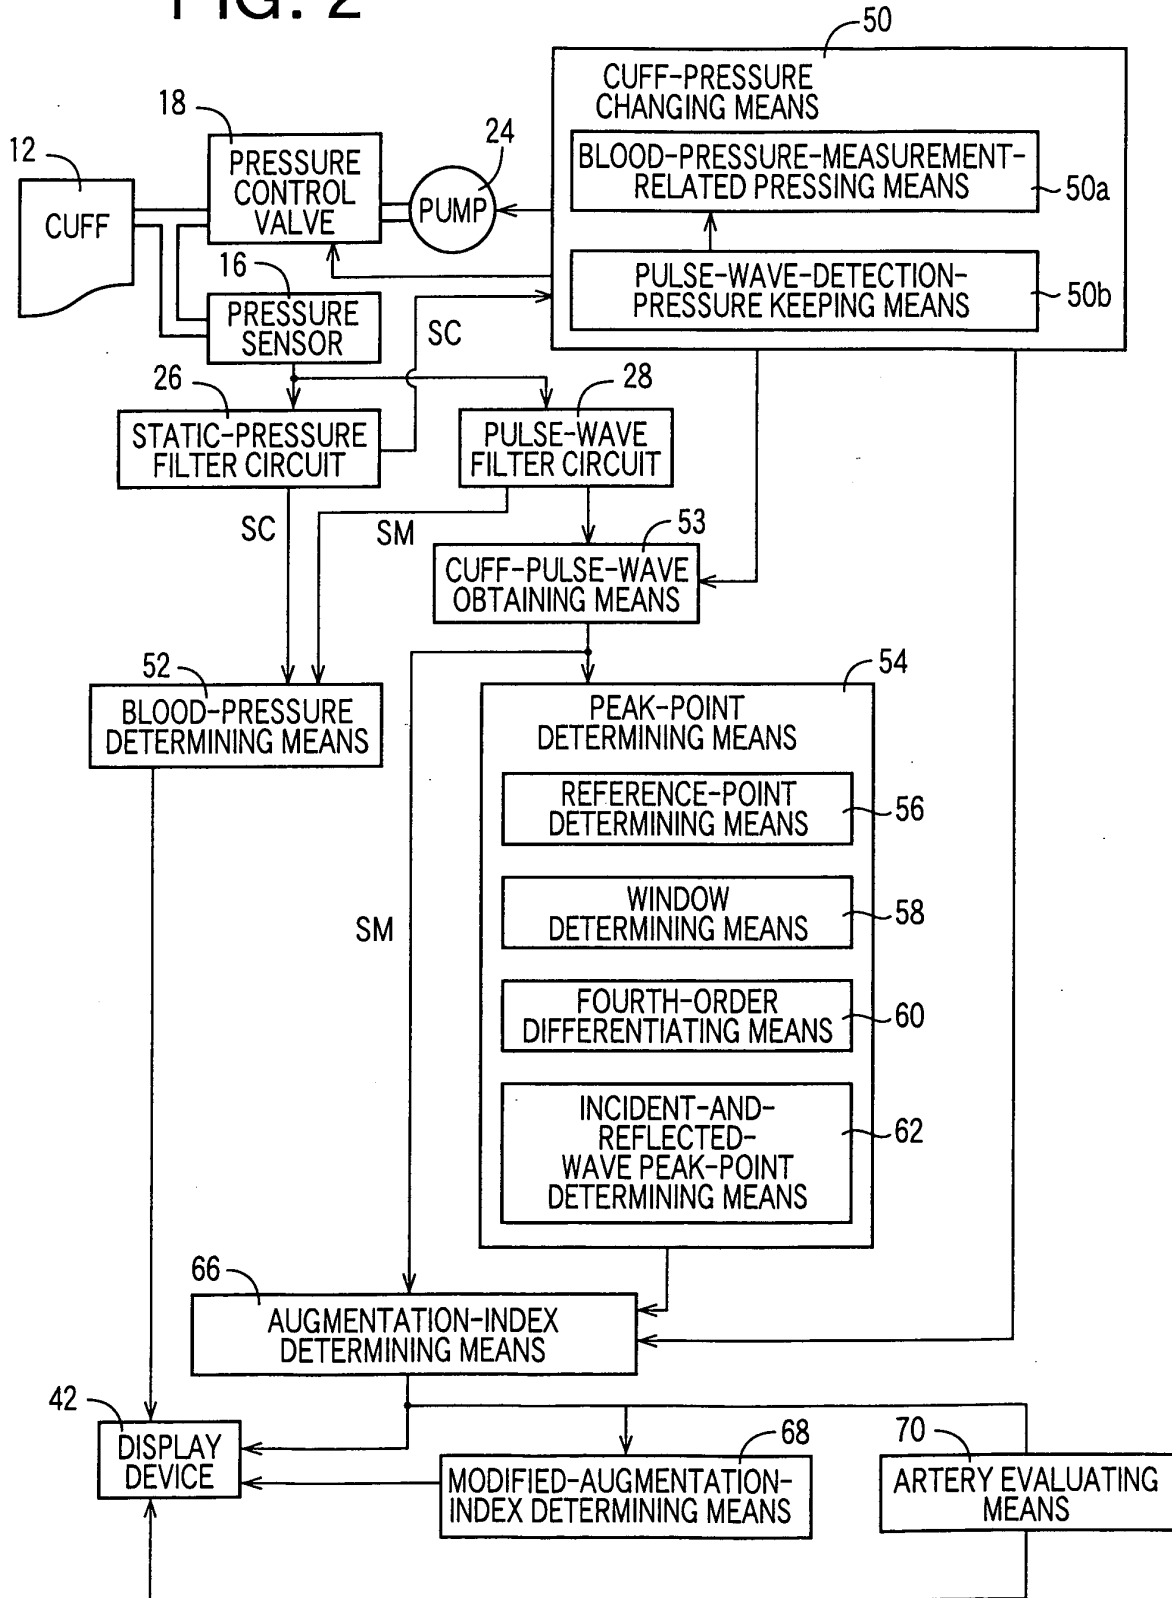 FIG. 2
50
CUFF-PRESSURE
CHANGING MEANS
BLOOD-PRESSURE-MEASUREMENT-
RELATED PRESSING MEANS
50a
PULSE-WAVE-DETECTION-
PRESSURE KEEPING MEANS
50b
18
PRESSURE
CONTROL
VALVE
24
PUMP
12
CUFF
16
PRESSURE
SENSOR
SC
26
STATIC-PRESSURE
FILTER CIRCUIT
28
PULSE-WAVE
FILTER CIRCUIT
SC
SM
53
CUFF-PULSE-WAVE
OBTAINING MEANS
52
BLOOD-PRESSURE
DETERMINING MEANS
54
PEAK-POINT
DETERMINING MEANS
REFERENCE-POINT
DETERMINING MEANS
56
WINDOW
DETERMINING MEANS
58
SM
FOURTH-ORDER
DIFFERENTIATING MEANS
60
INCIDENT-AND-
REFLECTED-
WAVE PEAK-POINT
DETERMINING MEANS
62
66
AUGMENTATION-INDEX
DETERMINING MEANS
42
DISPLAY
DEVICE
68
MODIFIED-AUGMENTATION-
INDEX DETERMINING MEANS
70
ARTERY EVALUATING
MEANS